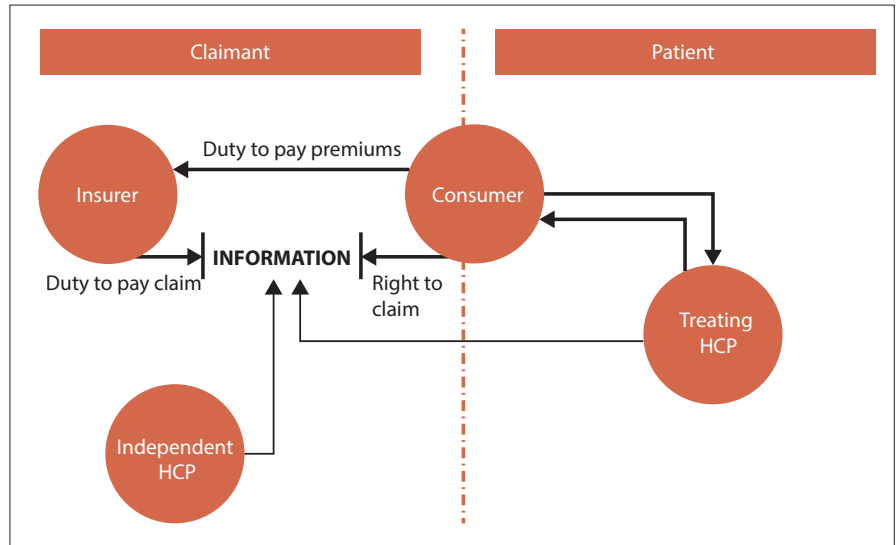 Claimant
Patient
Duty to pay premiums
Insurer
Consumer
INFORMATION
Duty to pay claim
Right to
claim
Treating
HCP
Independent
HCP